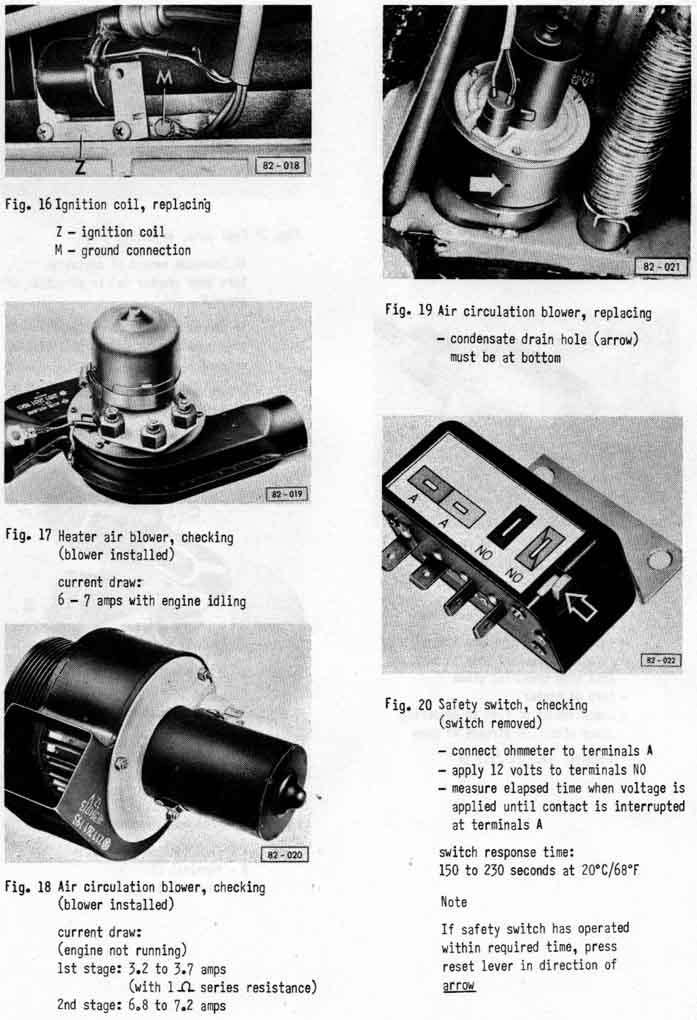 M
Z
82-018
Fig. 16 Ignition coil, replacing
Z - ignition coil
M - ground connection
82-019
Fig. 17 Heater air blower, checking
(blower installed)
current draw:
6 - 7 amps with engine idling
82-020
Fig. 18 Air circulation blower, checking
(blower installed)
current draw:
(engine not running)
1st stage: 3.2 to 3.7 amps
(with 1 Ω series resistance)
2nd stage: 6.8 to 7.2 amps
82-021
Fig. 19 Air circulation blower, replacing
- condensate drain hole (arrow)
must be at bottom
A
A
NO
NO
82-022
Fig. 20 Safety switch, checking
(switch removed)
- connect ohmmeter to terminals A
- apply 12 volts to terminals NO
- measure elapsed time when voltage is
applied until contact is interrupted
at terminals A
switch response time:
150 to 230 seconds at 20°C/68°F
Note
If safety switch has operated
within required time, press
reset lever in direction of
arrow